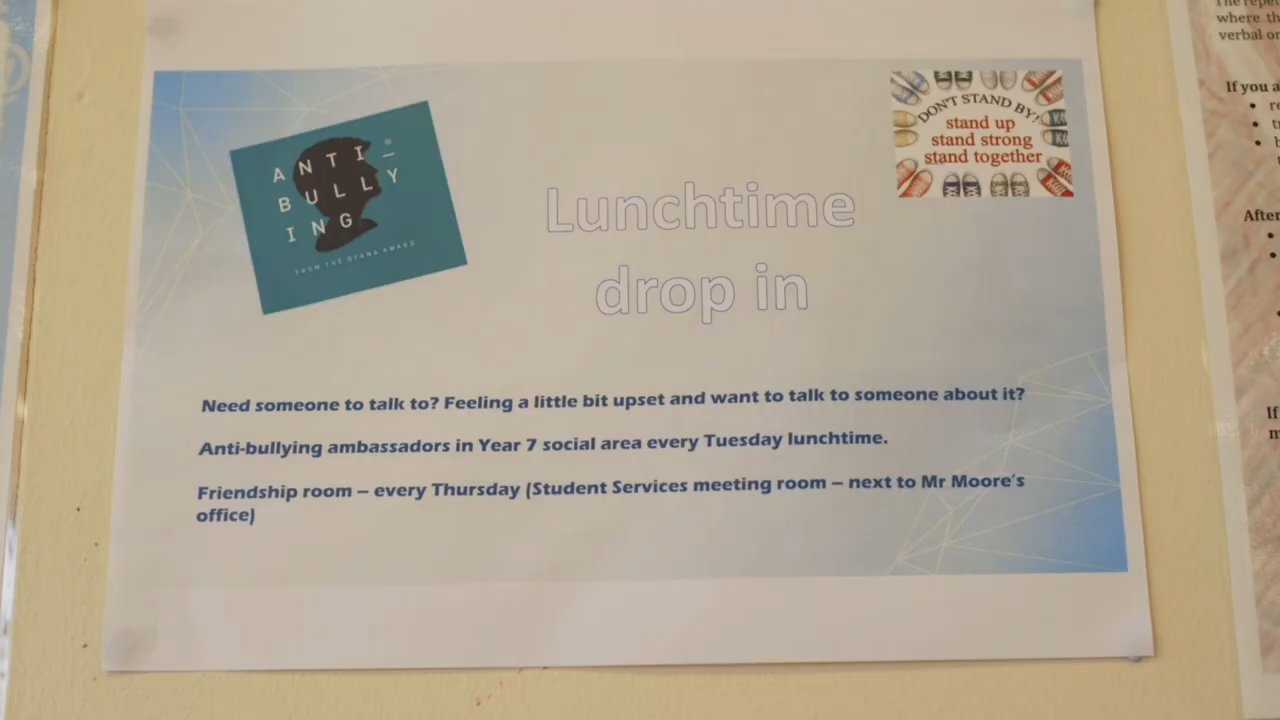 ANTI-
BULLY
ING
FROM THE DIANA AWARD
DON'T STAND BY!
stand up
stand strong
stand together
Lunchtime
drop in
Need someone to talk to? Feeling a little bit upset and want to talk to someone about it?
Anti-bullying ambassadors in Year 7 social area every Tuesday lunchtime.
Friendship room – every Thursday (Student Services meeting room – next to Mr Moore's
office)
where
verbal
If you
After
If